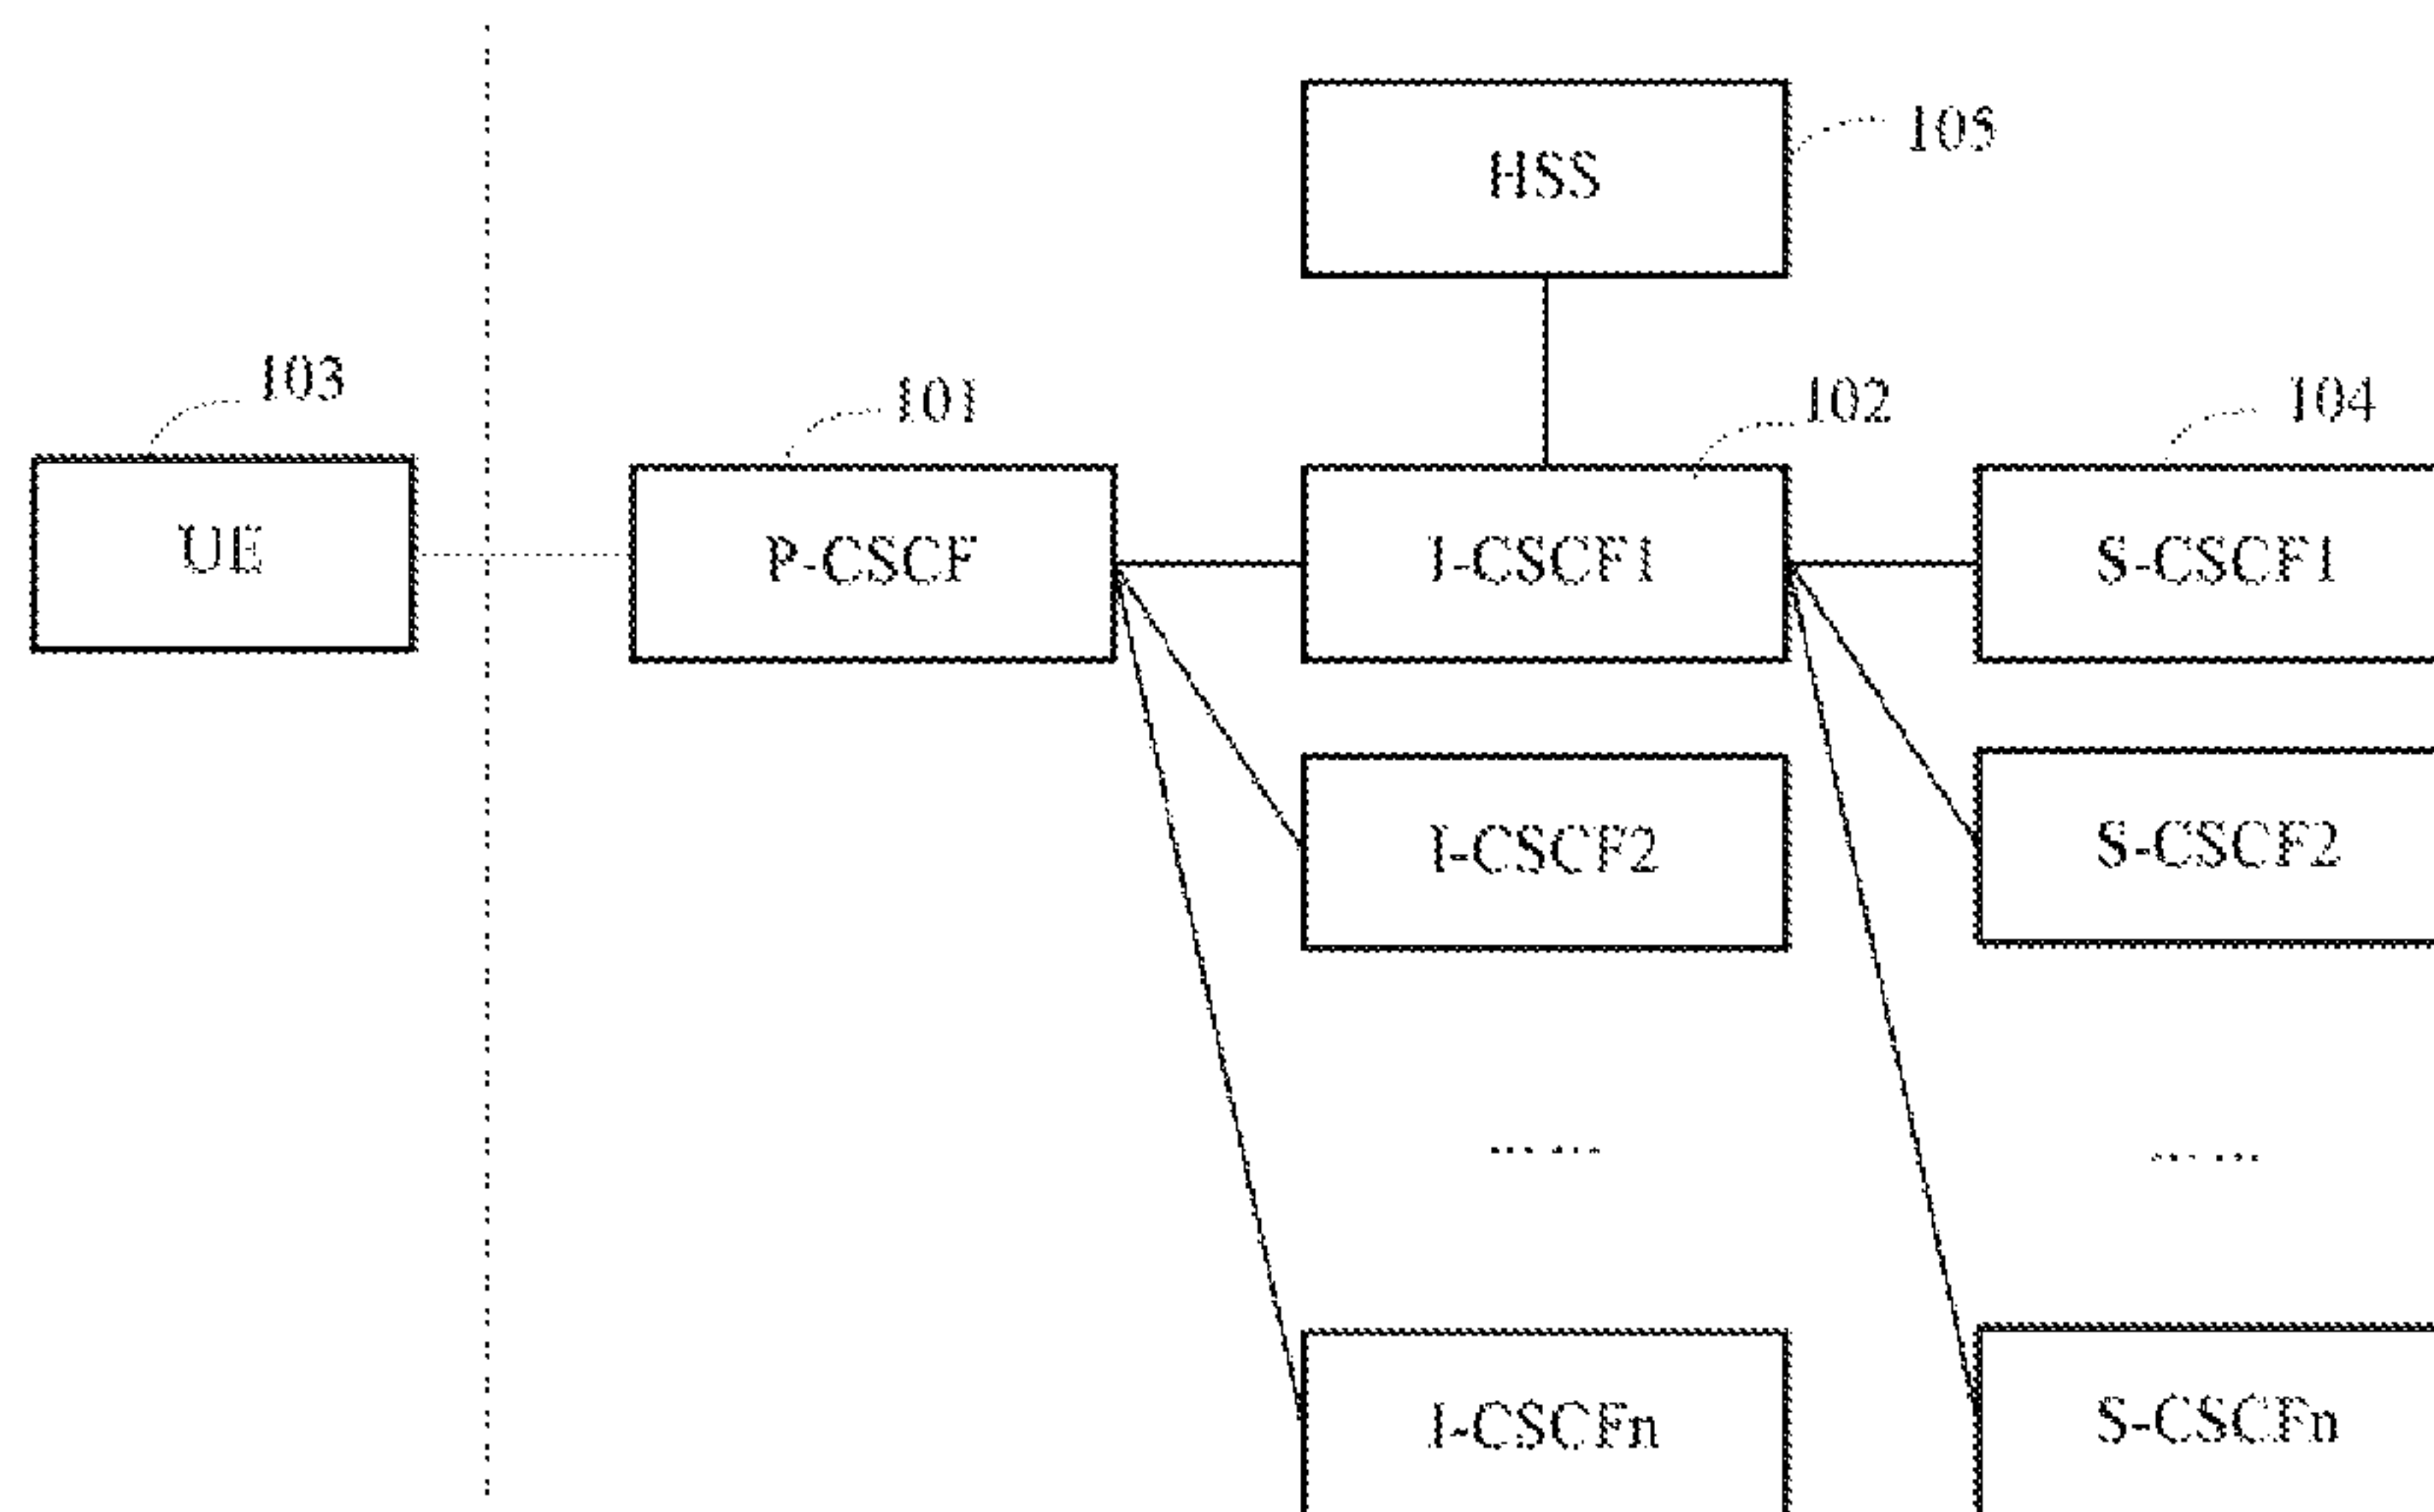 HSS
105
103
101
102
104
UE
P-CSCF
I-CSCF1
S-CSCF1
I-CSCF2
S-CSCF2
......
......
I-CSCFn
S-CSCFn